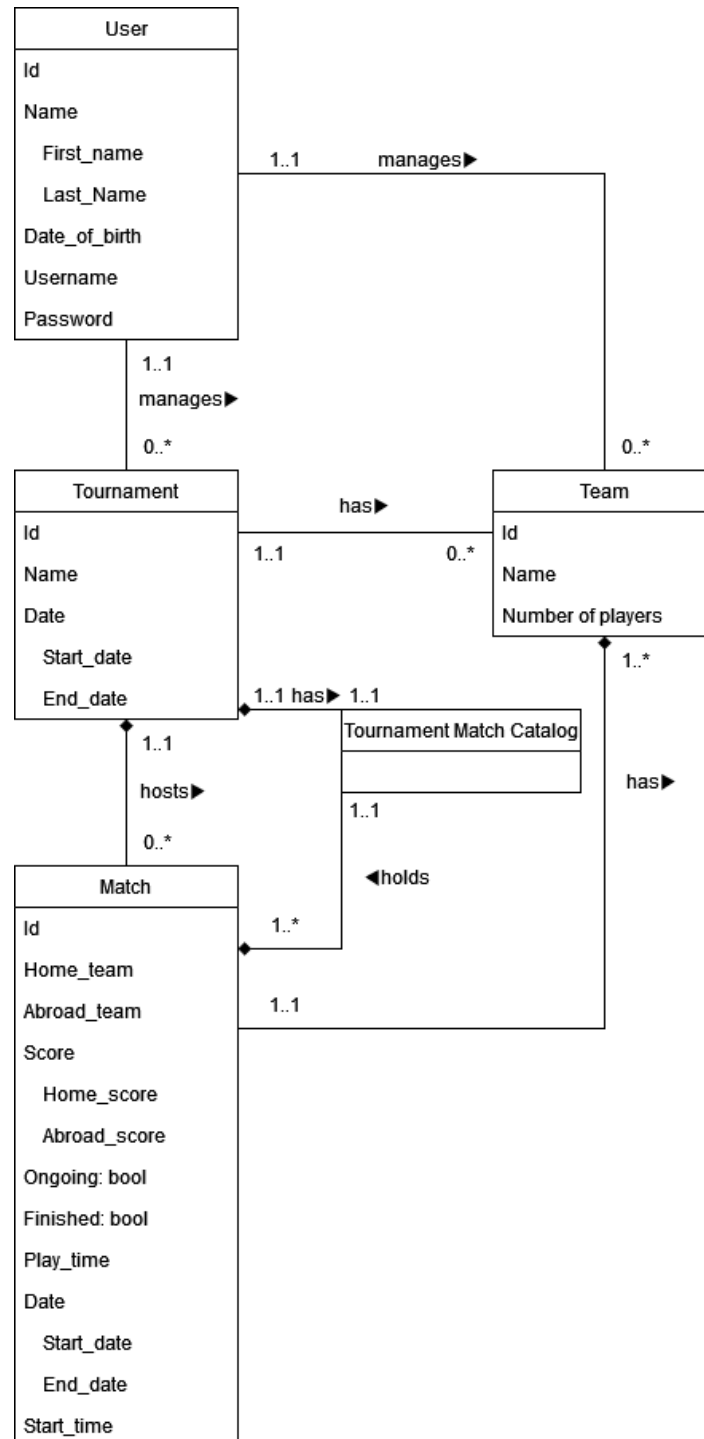 User
Id
Name
First_name
Last_Name
Date_of_birth
Username
Password
1..1 manages▶
1..1
manages▶
0..*
0..*
Tournament
Id
Name
Date
Start_date
End_date
has▶
1..1 0..*
Team
Id
Name
Number of players
1..*
1..1 has▶ 1..1
Tournament Match Catalog
1..1
hosts▶
0..*
1..1
◀holds
1..*
has▶
1..1
Match
Id
Home_team
Abroad_team
Score
Home_score
Abroad_score
Ongoing: bool
Finished: bool
Play_time
Date
Start_date
End_date
Start_time